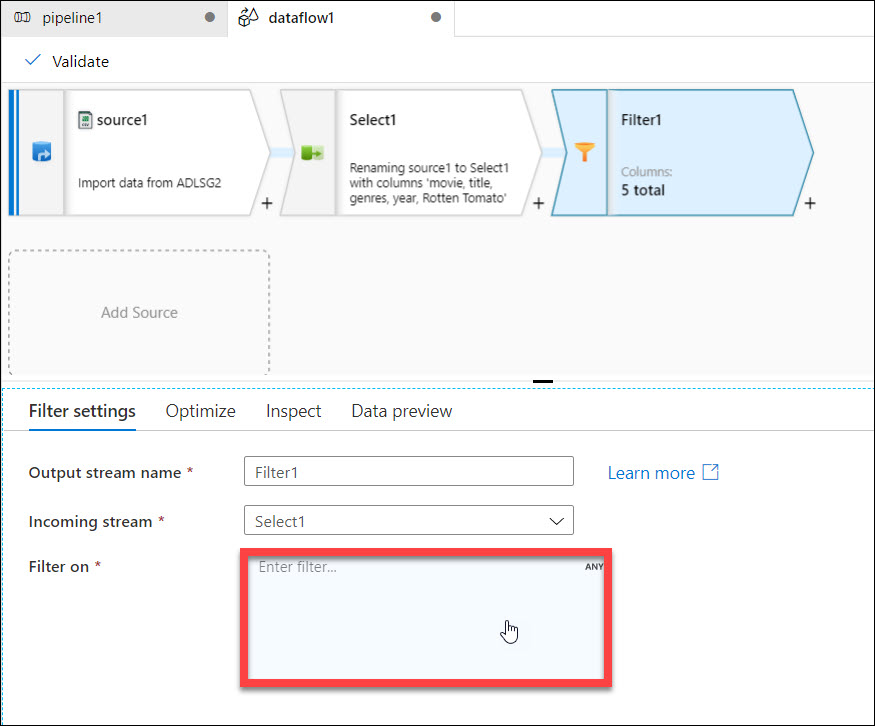 pipeline1
dataflow1
Validate
source1
Import data from ADLSG2
+
Select1
Renaming source1 to Select1
with columns 'movie, title,
genres, year, Rotten Tomato'
+
Filter1
Columns:
5 total
+
Add Source
Filter settings Optimize Inspect Data preview
Output stream name * Filter1 Learn more
Incoming stream * Select1
Filter on * Enter filter... ANY